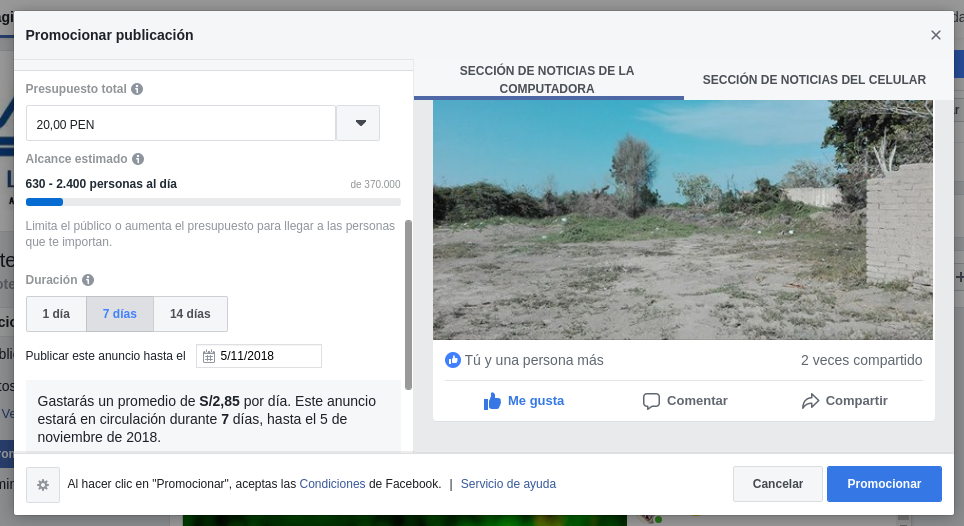 Promocionar publicación
Presupuesto total
20,00 PEN
Alcance estimado
630 - 2.400 personas al día
de 370.000
Limita el público o aumenta el presupuesto para llegar a las personas
que te importan.
Duración
1 día
7 días
14 días
Publicar este anuncio hasta el
5/11/2018
Gastarás un promedio de S/2,85 por día. Este anuncio
estará en circulación durante 7 días, hasta el 5 de
noviembre de 2018.
SECCIÓN DE NOTICIAS DE LA
COMPUTADORA
SECCIÓN DE NOTICIAS DEL CELULAR
Tú y una persona más
2 veces compartido
Me gusta
Comentar
Compartir
Al hacer clic en "Promocionar", aceptas las Condiciones de Facebook. | Servicio de ayuda
Cancelar
Promocionar